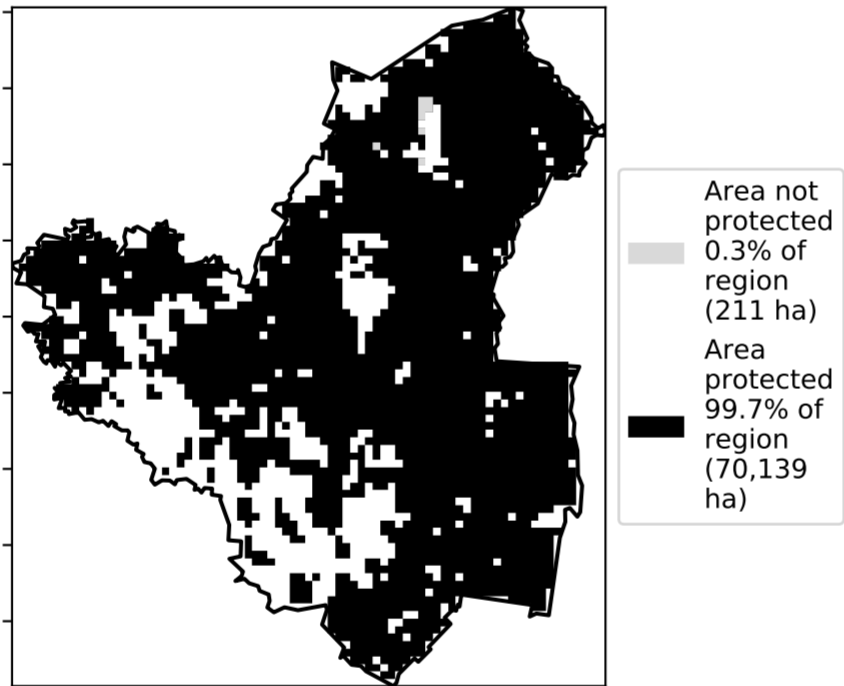 Area not
protected
0.3% of
region
(211 ha)
Area
protected
99.7% of
region
(70,139
ha)